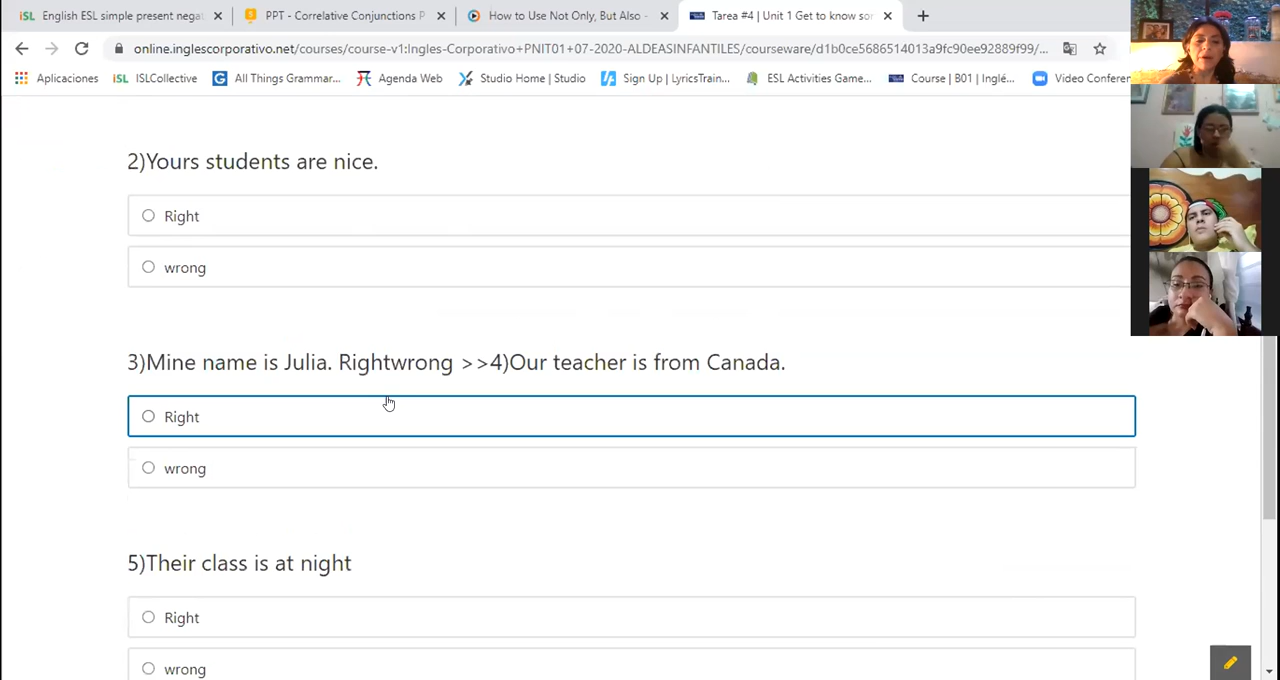 English ESL simple present negat
PPT - Correlative Conjunctions P
How to Use Not Only, But Also -
Tarea #4 | Unit 1 Get to know so
online.inglescorporativo.net/courses/course-v1:Ingles-Corporativo+PNIT01+07-2020-ALDEASINFANTILES/courseware/d1b0ce5686514013a9fc90ee92889f99/...
Aplicaciones iSL ISLCollective All Things Grammar... Agenda Web Studio Home | Studio Sign Up | LyricsTrain... ESL Activities Game... Course | B01 | Inglé... Video Conferen
2)Yours students are nice.
Right
wrong
3)Mine name is Julia. Rightwrong >>4)Our teacher is from Canada.
Right
wrong
5)Their class is at night
Right
wrong